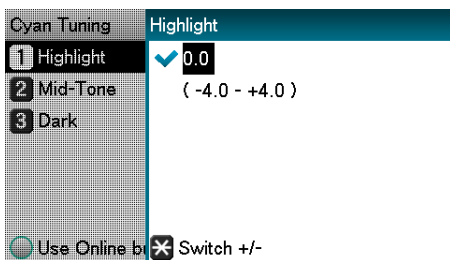 Cyan Tuning
1 Highlight
2 Mid-Tone
3 Dark
Use Online
Highlight
0.0
( -4.0 - +4.0 )
Switch +/-